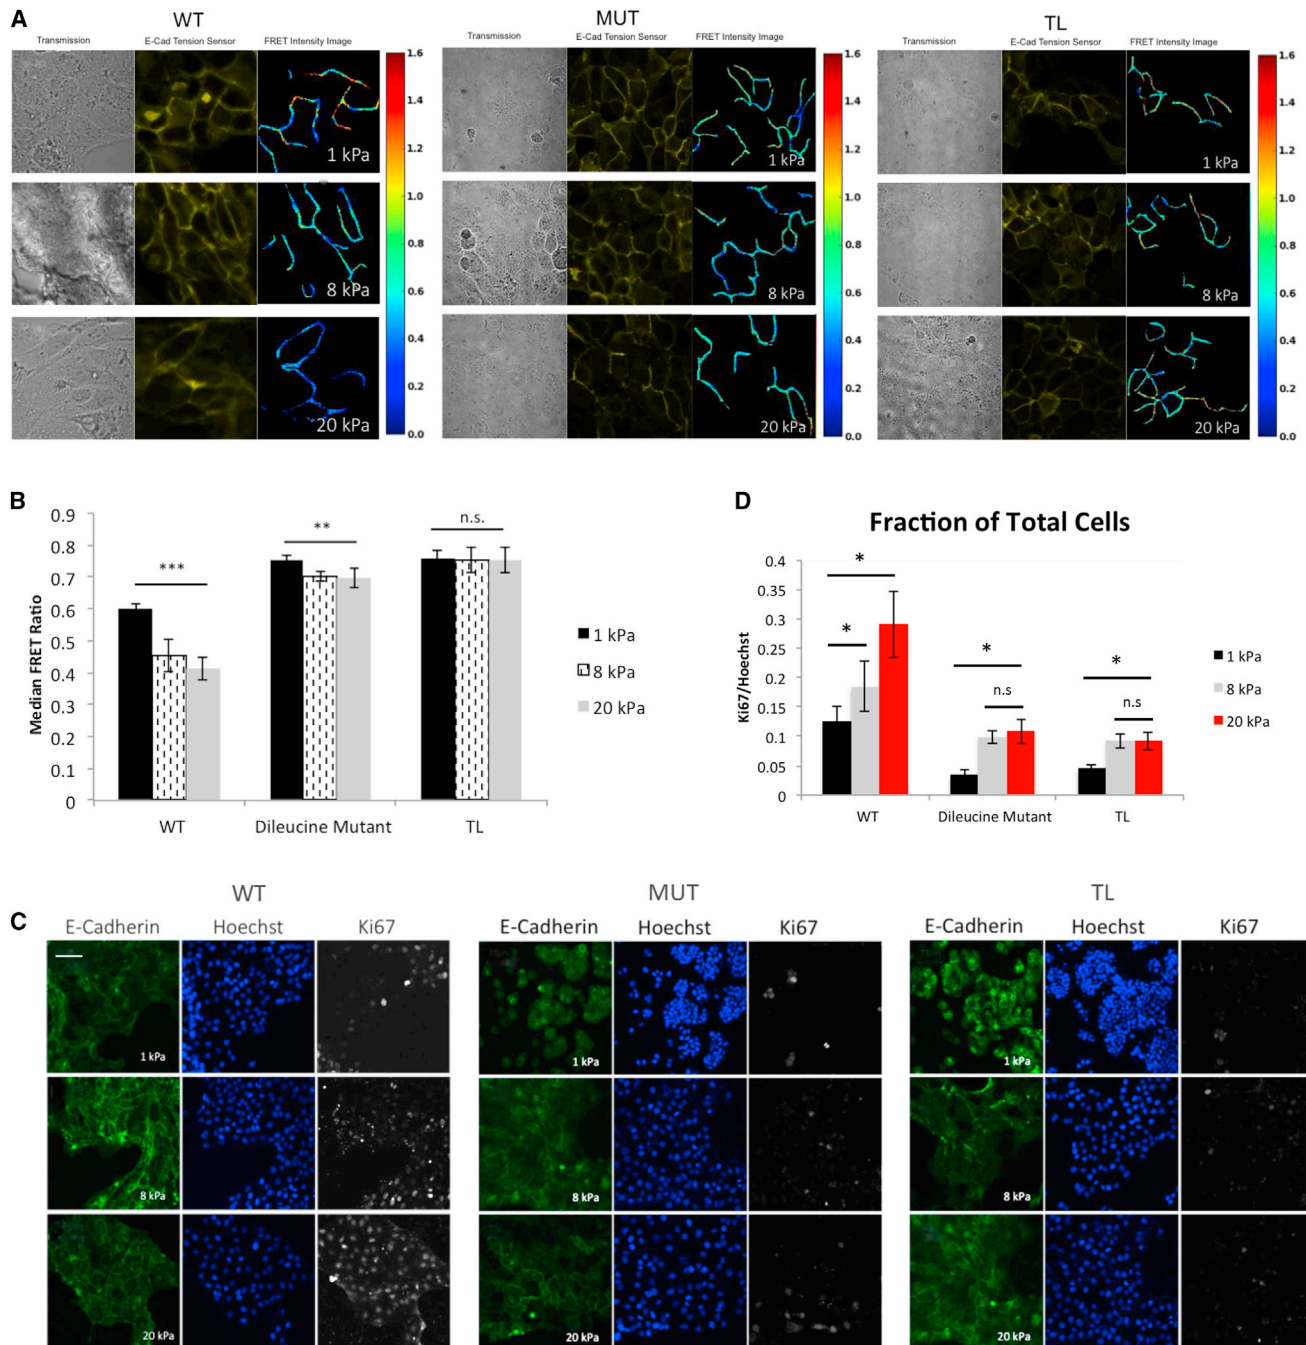 A
WT
MUT
TL
Transmission E-Cad Tension Sensor FRET Intensity Image
Transmission E-Cad Tension Sensor FRET Intensity Image
Transmission E-Cad Tension Sensor FRET Intensity Image
1.6
1.4
1.2
1.0
0.8
0.6
0.4
0.2
0.0
1.6
1.4
1.2
1.0
0.8
0.6
0.4
0.2
0.0
1.6
1.4
1.2
1.0
0.8
0.6
0.4
0.2
0.0
1 kPa
1 kPa
1 kPa
8 kPa
8 kPa
8 kPa
20 kPa
20 kPa
20 kPa
B
Median FRET Ratio
0.9
0.8
0.7
0.6
0.5
0.4
0.3
0.2
0.1
0
***
**
n.s.
WT Dileucine Mutant TL
1 kPa
8 kPa
20 kPa
D
Fraction of Total Cells
Ki67/Hoechst
0.4
0.35
0.3
0.25
0.2
0.15
0.1
0.05
0
*
*
*
n.s
*
n.s
WT Dileucine Mutant TL
1 kPa
8 kPa
20 kPa
C
WT
MUT
TL
E-Cadherin Hoechst Ki67
E-Cadherin Hoechst Ki67
E-Cadherin Hoechst Ki67
1 kPa
1 kPa
1 kPa
8 kPa
8 kPa
8 kPa
20 kPa
20 kPa
20 kPa